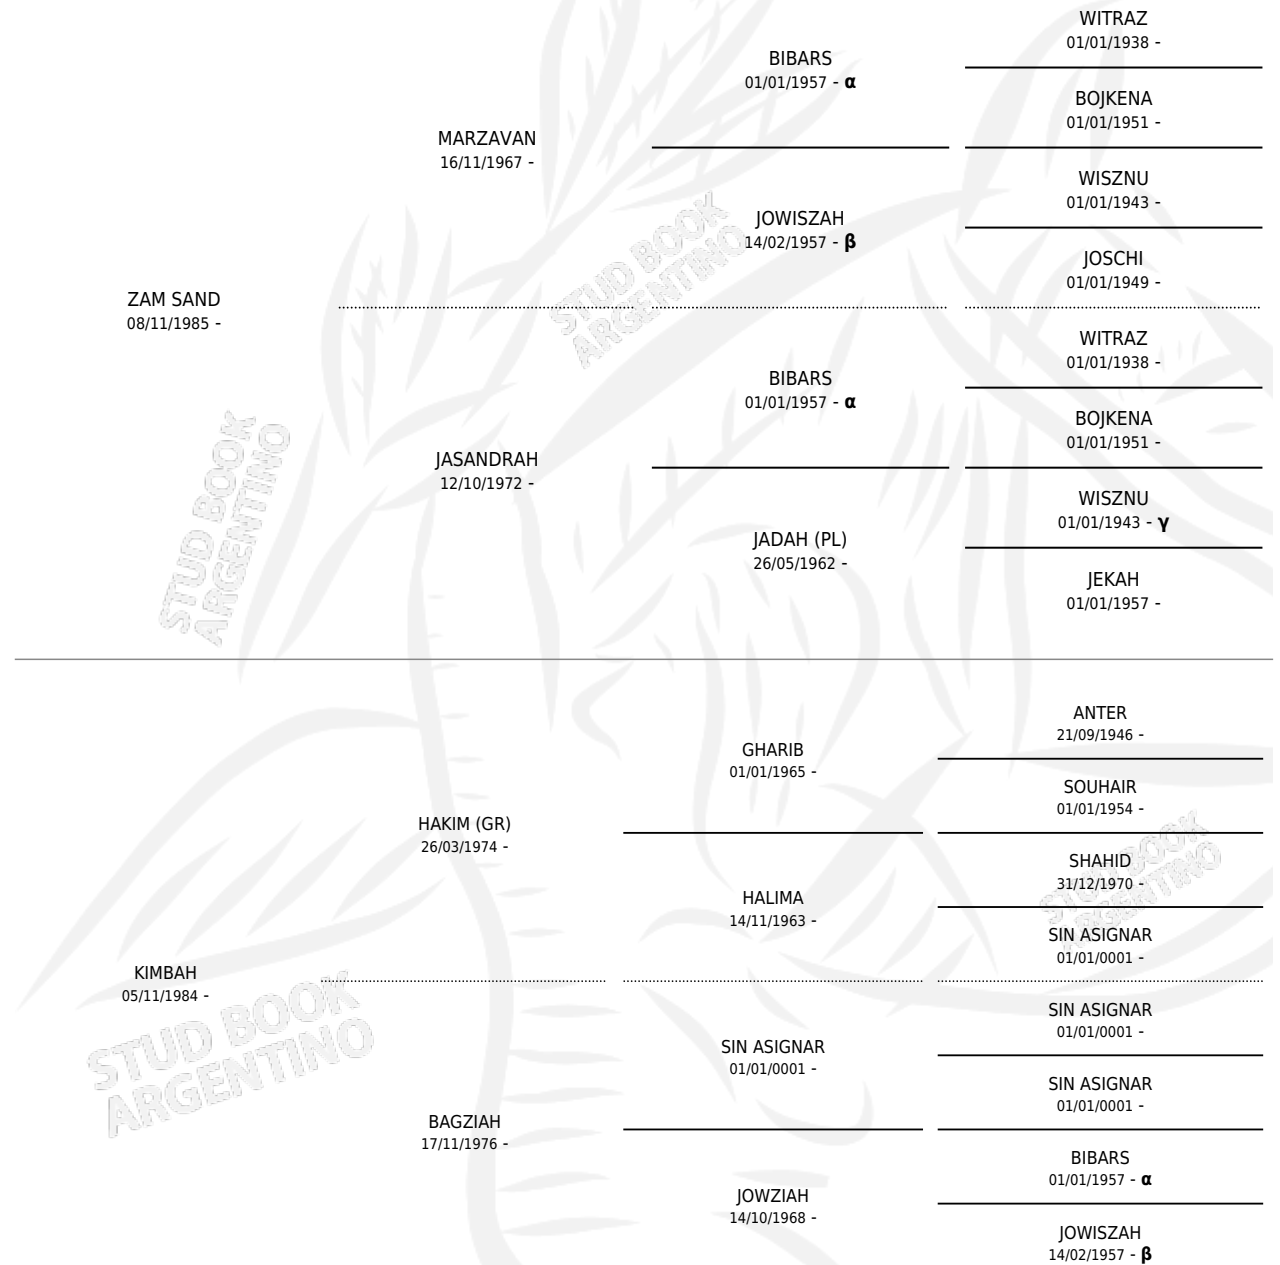 WITRAZ
01/01/1938 -
BIBARS
01/01/1957 - α
BOJKENA
01/01/1951 -
MARZAVAN
16/11/1967 -
WISZNU
01/01/1943 -
JOWISZAH
14/02/1957 - β
JOSCHI
01/01/1949 -
ZAM SAND
08/11/1985 -
STUD BOOK
ARGENTINO
WITRAZ
01/01/1938 -
BIBARS
01/01/1957 - α
BOJKENA
01/01/1951 -
JASANDRAH
12/10/1972 -
WISZNU
01/01/1943 - γ
JADAH (PL)
26/05/1962 -
JEKAH
01/01/1957 -
STUD BOOK
ARGENTINO
ANTER
21/09/1946 -
GHARIB
01/01/1965 -
SOUHAIR
01/01/1954 -
HAKIM (GR)
26/03/1974 -
SHAHID
31/12/1970 -
HALIMA
14/11/1963 -
SIN ASIGNAR
01/01/0001 -
STUD BOOK
ARGENTINO
KIMBAH
05/11/1984 -
SIN ASIGNAR
01/01/0001 -
SIN ASIGNAR
01/01/0001 -
SIN ASIGNAR
01/01/0001 -
STUD BOOK
ARGENTINO
BAGZIAH
17/11/1976 -
BIBARS
01/01/1957 - α
JOWZIAH
14/10/1968 -
JOWISZAH
14/02/1957 - β